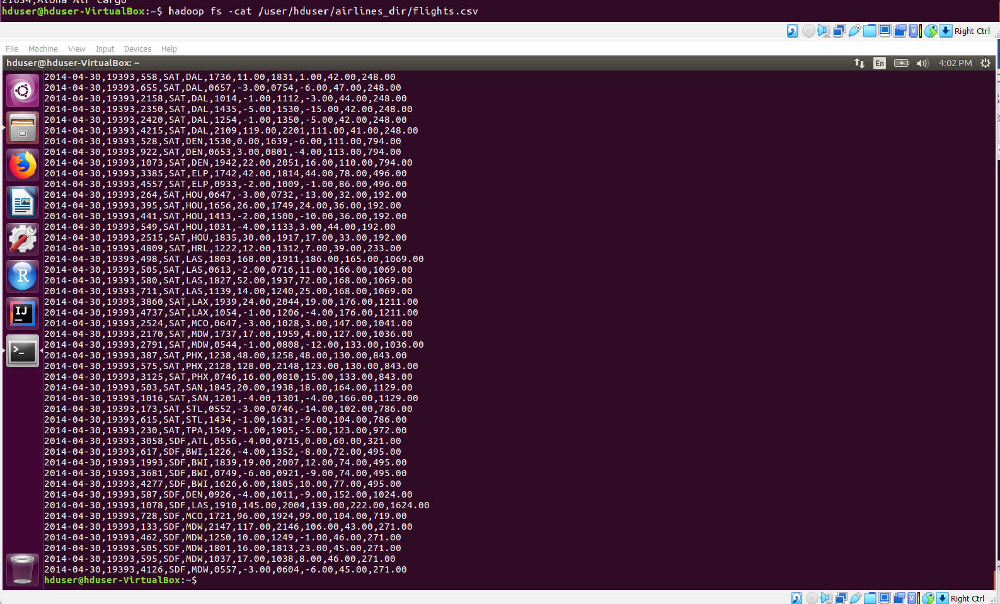 21634,Aloha Air Cargo
hduser@hduser-VirtualBox:~$ hadoop fs -cat /user/hduser/airlines_dir/flights.csv
Right Ctrl
File Machine View Input Devices Help
hduser@hduser-VirtualBox: ~ En 4:02 PM
2014-04-30,19393,558,SAT,DAL,1736,11.00,1831,1.00,42.00,248.00
2014-04-30,19393,655,SAT,DAL,0657,-3.00,0754,-6.00,47.00,248.00
2014-04-30,19393,2158,SAT,DAL,1014,-1.00,1112,-3.00,44.00,248.00
2014-04-30,19393,2350,SAT,DAL,1435,-5.00,1530,-15.00,42.00,248.00
2014-04-30,19393,2420,SAT,DAL,1254,-1.00,1350,-5.00,42.00,248.00
2014-04-30,19393,4215,SAT,DAL,2109,119.00,2201,111.00,41.00,248.00
2014-04-30,19393,528,SAT,DEN,1530,0.00,1639,-6.00,111.00,794.00
2014-04-30,19393,922,SAT,DEN,0653,3.00,0801,-4.00,113.00,794.00
2014-04-30,19393,1073,SAT,DEN,1942,22.00,2051,16.00,110.00,794.00
2014-04-30,19393,3385,SAT,ELP,1742,42.00,1814,44.00,78.00,496.00
2014-04-30,19393,4557,SAT,ELP,0933,-2.00,1009,-1.00,86.00,496.00
2014-04-30,19393,264,SAT,HOU,0647,-3.00,0732,-13.00,32.00,192.00
2014-04-30,19393,395,SAT,HOU,1656,26.00,1749,24.00,36.00,192.00
2014-04-30,19393,441,SAT,HOU,1413,-2.00,1500,-10.00,36.00,192.00
2014-04-30,19393,549,SAT,HOU,1031,-4.00,1133,3.00,44.00,192.00
2014-04-30,19393,2515,SAT,HOU,1835,30.00,1917,17.00,33.00,192.00
2014-04-30,19393,4809,SAT,HRL,1222,12.00,1312,7.00,39.00,233.00
2014-04-30,19393,498,SAT,LAS,1803,168.00,1911,186.00,165.00,1069.00
2014-04-30,19393,505,SAT,LAS,0613,-2.00,0716,11.00,166.00,1069.00
2014-04-30,19393,580,SAT,LAS,1827,52.00,1937,72.00,168.00,1069.00
2014-04-30,19393,711,SAT,LAS,1139,14.00,1240,25.00,168.00,1069.00
2014-04-30,19393,3860,SAT,LAX,1939,24.00,2044,19.00,176.00,1211.00
2014-04-30,19393,4737,SAT,LAX,1054,-1.00,1206,-4.00,176.00,1211.00
2014-04-30,19393,2524,SAT,MCO,0647,-3.00,1028,3.00,147.00,1041.00
2014-04-30,19393,2170,SAT,MDW,1737,17.00,1959,4.00,127.00,1036.00
2014-04-30,19393,2791,SAT,MDW,0544,-1.00,0808,-12.00,133.00,1036.00
2014-04-30,19393,387,SAT,PHX,1238,48.00,1258,48.00,130.00,843.00
2014-04-30,19393,575,SAT,PHX,2128,128.00,2148,123.00,130.00,843.00
2014-04-30,19393,3125,SAT,PHX,0746,16.00,0810,15.00,133.00,843.00
2014-04-30,19393,503,SAT,SAN,1845,20.00,1938,18.00,164.00,1129.00
2014-04-30,19393,1016,SAT,SAN,1201,-4.00,1301,-4.00,166.00,1129.00
2014-04-30,19393,173,SAT,STL,0552,-3.00,0746,-14.00,102.00,786.00
2014-04-30,19393,615,SAT,STL,1434,-1.00,1631,-9.00,104.00,786.00
2014-04-30,19393,230,SAT,TPA,1549,-1.00,1905,-5.00,123.00,972.00
2014-04-30,19393,3058,SDF,ATL,0556,-4.00,0715,0.00,60.00,321.00
2014-04-30,19393,617,SDF,BWI,1226,-4.00,1352,-8.00,72.00,495.00
2014-04-30,19393,1993,SDF,BWI,1839,19.00,2007,12.00,74.00,495.00
2014-04-30,19393,3681,SDF,BWI,0749,-6.00,0921,-9.00,74.00,495.00
2014-04-30,19393,4277,SDF,BWI,1626,6.00,1805,10.00,77.00,495.00
2014-04-30,19393,587,SDF,DEN,0926,-4.00,1011,-9.00,152.00,1024.00
2014-04-30,19393,1078,SDF,LAS,1910,145.00,2004,139.00,222.00,1624.00
2014-04-30,19393,728,SDF,MCO,1721,96.00,1924,99.00,104.00,719.00
2014-04-30,19393,133,SDF,MDW,2147,117.00,2146,106.00,43.00,271.00
2014-04-30,19393,462,SDF,MDW,1250,10.00,1249,-1.00,46.00,271.00
2014-04-30,19393,505,SDF,MDW,1801,16.00,1813,23.00,45.00,271.00
2014-04-30,19393,595,SDF,MDW,1037,17.00,1038,8.00,46.00,271.00
2014-04-30,19393,4126,SDF,MDW,0557,-3.00,0604,-6.00,45.00,271.00
hduser@hduser-VirtualBox:~$
Right Ctrl